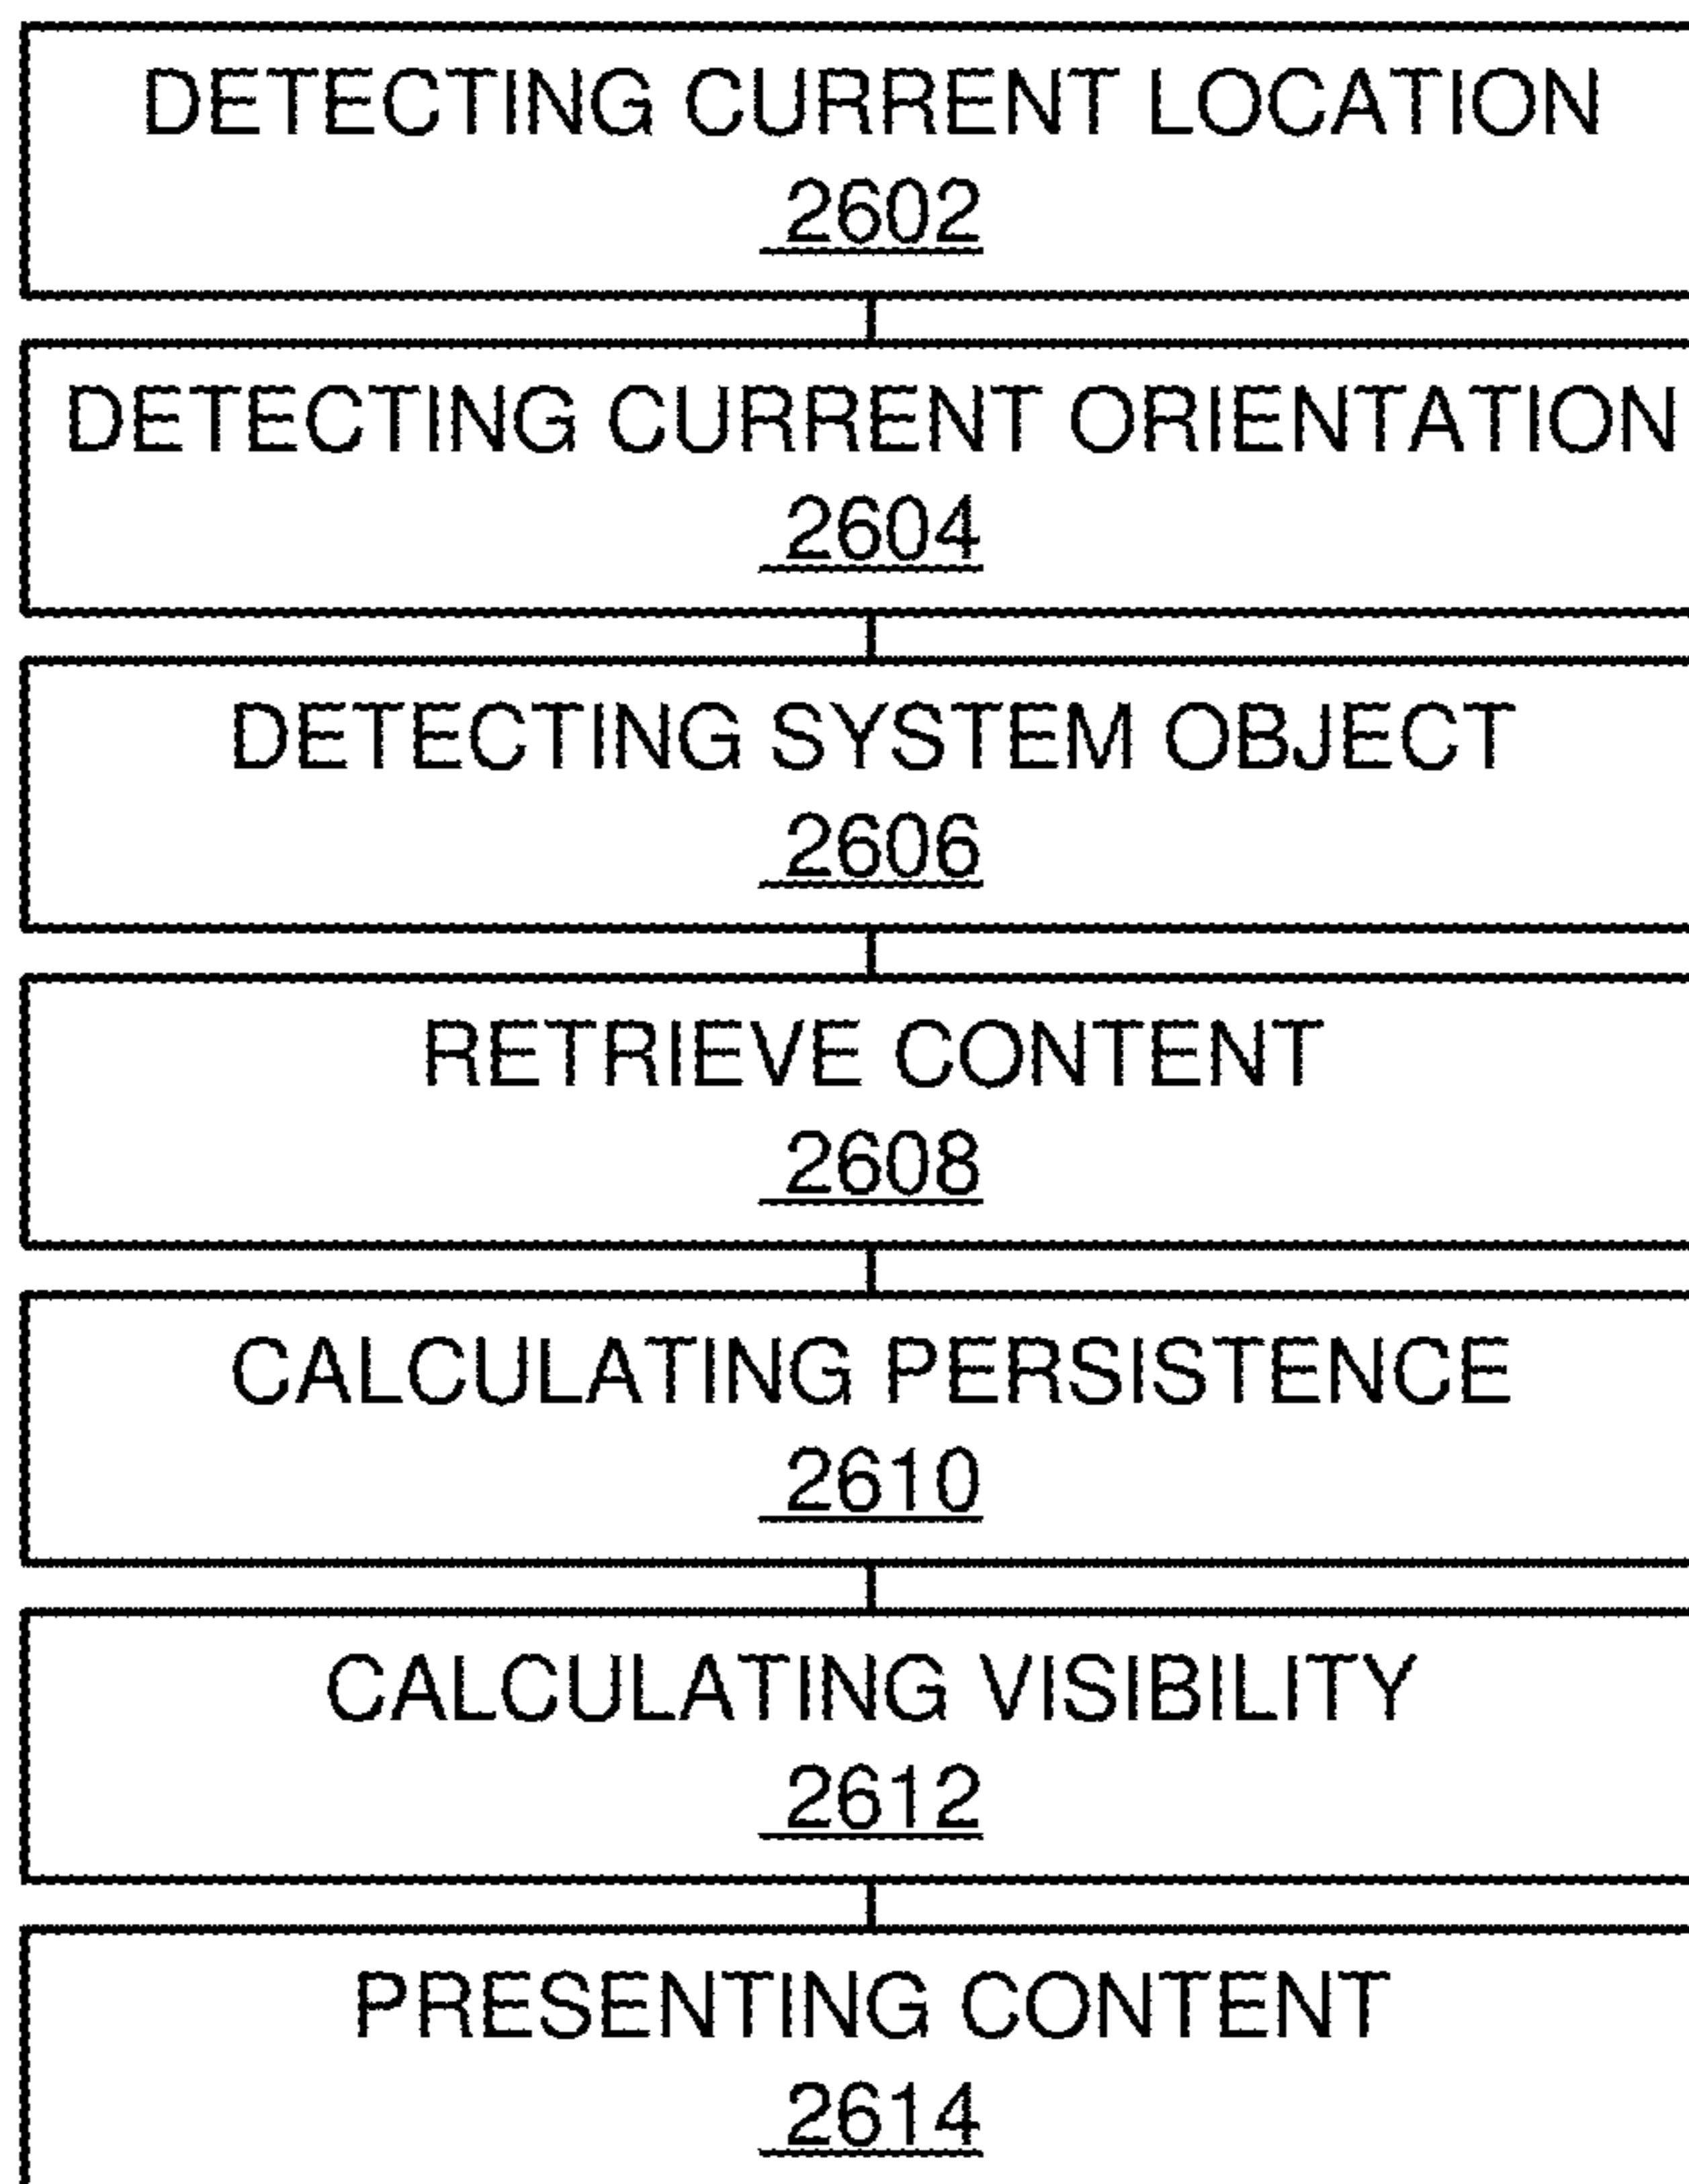 DETECTING CURRENT LOCATION
2602
DETECTING CURRENT ORIENTATION
2604
DETECTING SYSTEM OBJECT
2606
RETRIEVE CONTENT
2608
CALCULATING PERSISTENCE
2610
CALCULATING VISIBILITY
2612
PRESENTING CONTENT
2614